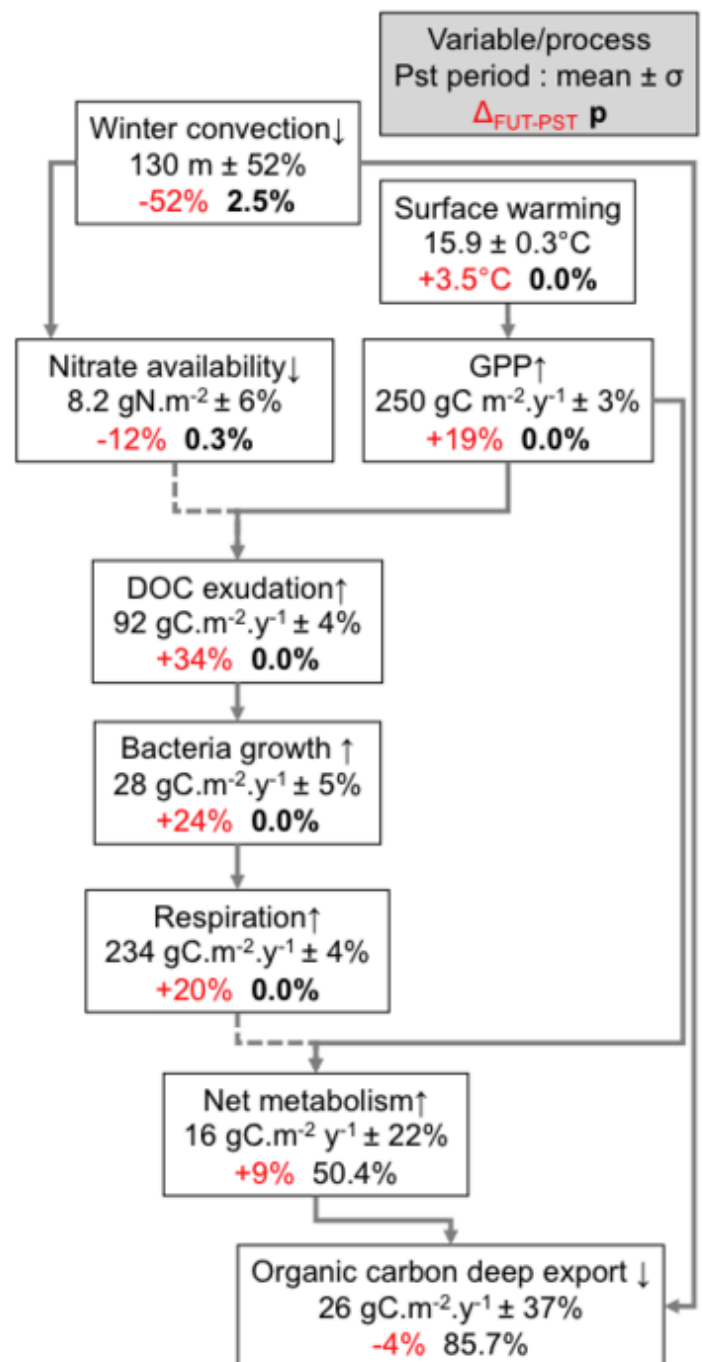 Variable/process
Pst period : mean ± σ
ΔFUT-PST p
Winter convection↓
130 m ± 52%
-52% 2.5%
Surface warming
15.9 ± 0.3°C
+3.5°C 0.0%
Nitrate availability↓
8.2 gN.m-2 ± 6%
-12% 0.3%
GPP↑
250 gC m-2.y-1 ± 3%
+19% 0.0%
DOC exudation↑
92 gC.m-2.y-1 ± 4%
+34% 0.0%
Bacteria growth ↑
28 gC.m-2.y-1 ± 5%
+24% 0.0%
Respiration↑
234 gC.m-2.y-1 ± 4%
+20% 0.0%
Net metabolism↑
16 gC.m-2 y-1 ± 22%
+9% 50.4%
Organic carbon deep export ↓
26 gC.m-2.y-1 ± 37%
-4% 85.7%